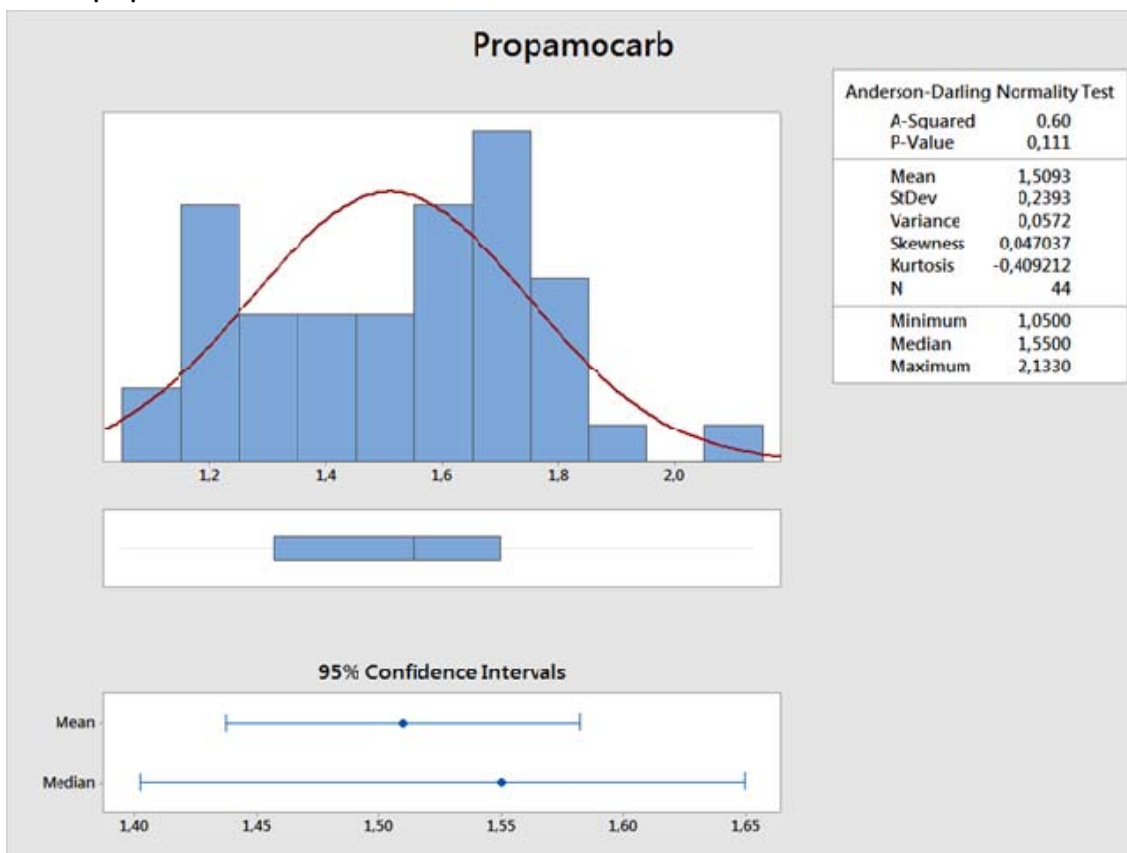 Propamocarb
Anderson-Darling Normality Test
A-Squared 0.60
P-Value 0,111
Mean 1,5093
StDev 0,2393
Variance 0,0572
Skewness 0,047037
Kurtosis -0,409212
N 44
Minimum 1,0500
Median 1,5500
Maximum 2,1330
1,2 1,4 1,6 1,8 2,0
95% Confidence Intervals
Mean
Median
1,40 1,45 1,50 1,55 1,60 1,65